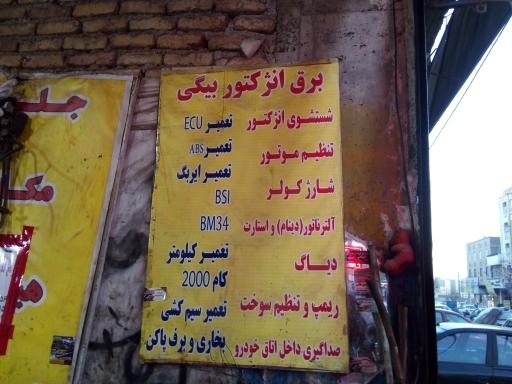 برق انژکتور بیگی
شستشوی انژکتور
تنظیم موتور
شارژ کولر
آلترناتور(دینام) و استارت
دیاگ
ریمپ و تنظیم سوخت
صداگیری داخل اتاق خودرو
تعمیر ECU
تعمیر ABS
تعمیر ایربگ
BSI
BM34
تعمیر کیلومتر
کام 2000
تعمیر سیم کشی
بخاری و برف پاکن